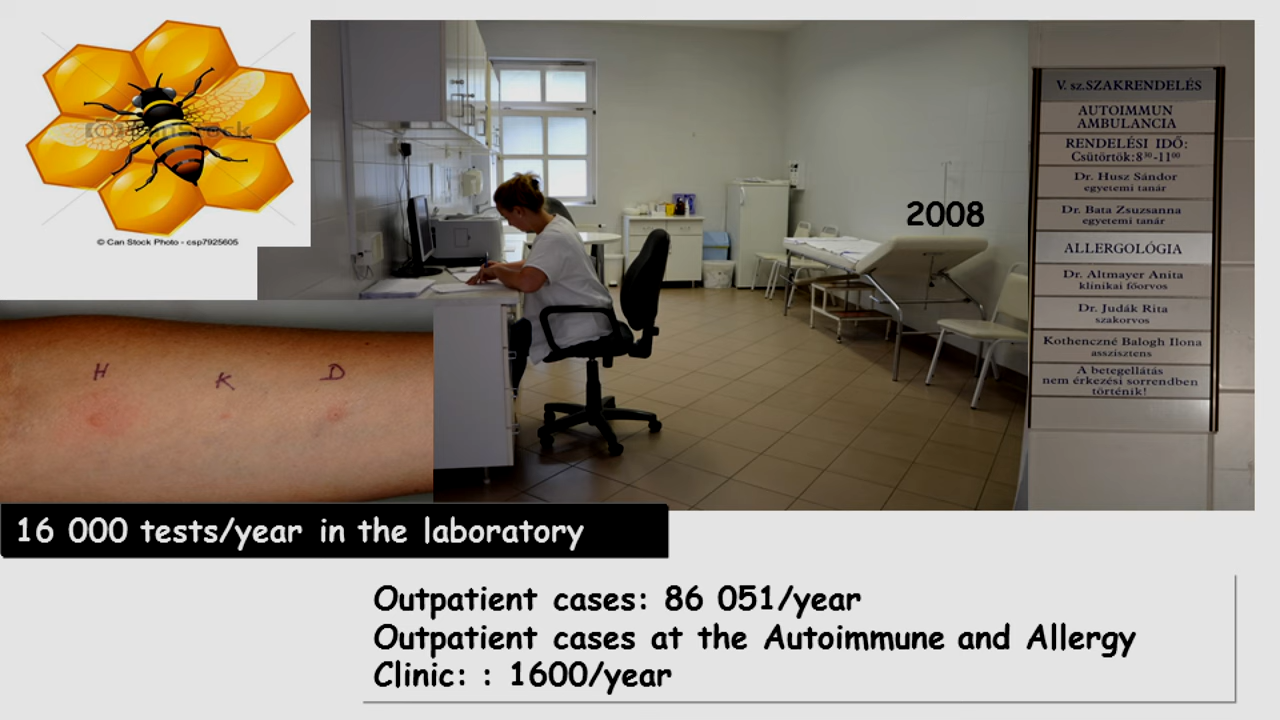 CanStock
© Can Stock Photo - csp7925605
2008
V. sz.SZAKRENDELÉS
AUTOIMMUN
AMBULANCIA
RENDELÉSI IDŐ:
Csütörtök:8³⁰-11⁰⁰
Dr. Husz Sándor
egyetemi tanár
Dr. Bata Zsuzsanna
egyetemi tanár
ALLERGOLÓGIA
Dr. Altmayer Anita
klinikai főorvos
Dr. Judák Rita
szakorvos
Kothenczné Balogh Ilona
asszisztens
A betegellátás
nem érkezési sorrendben
történik!
H K D
16 000 tests/year in the laboratory
Outpatient cases: 86 051/year
Outpatient cases at the Autoimmune and Allergy
Clinic: : 1600/year